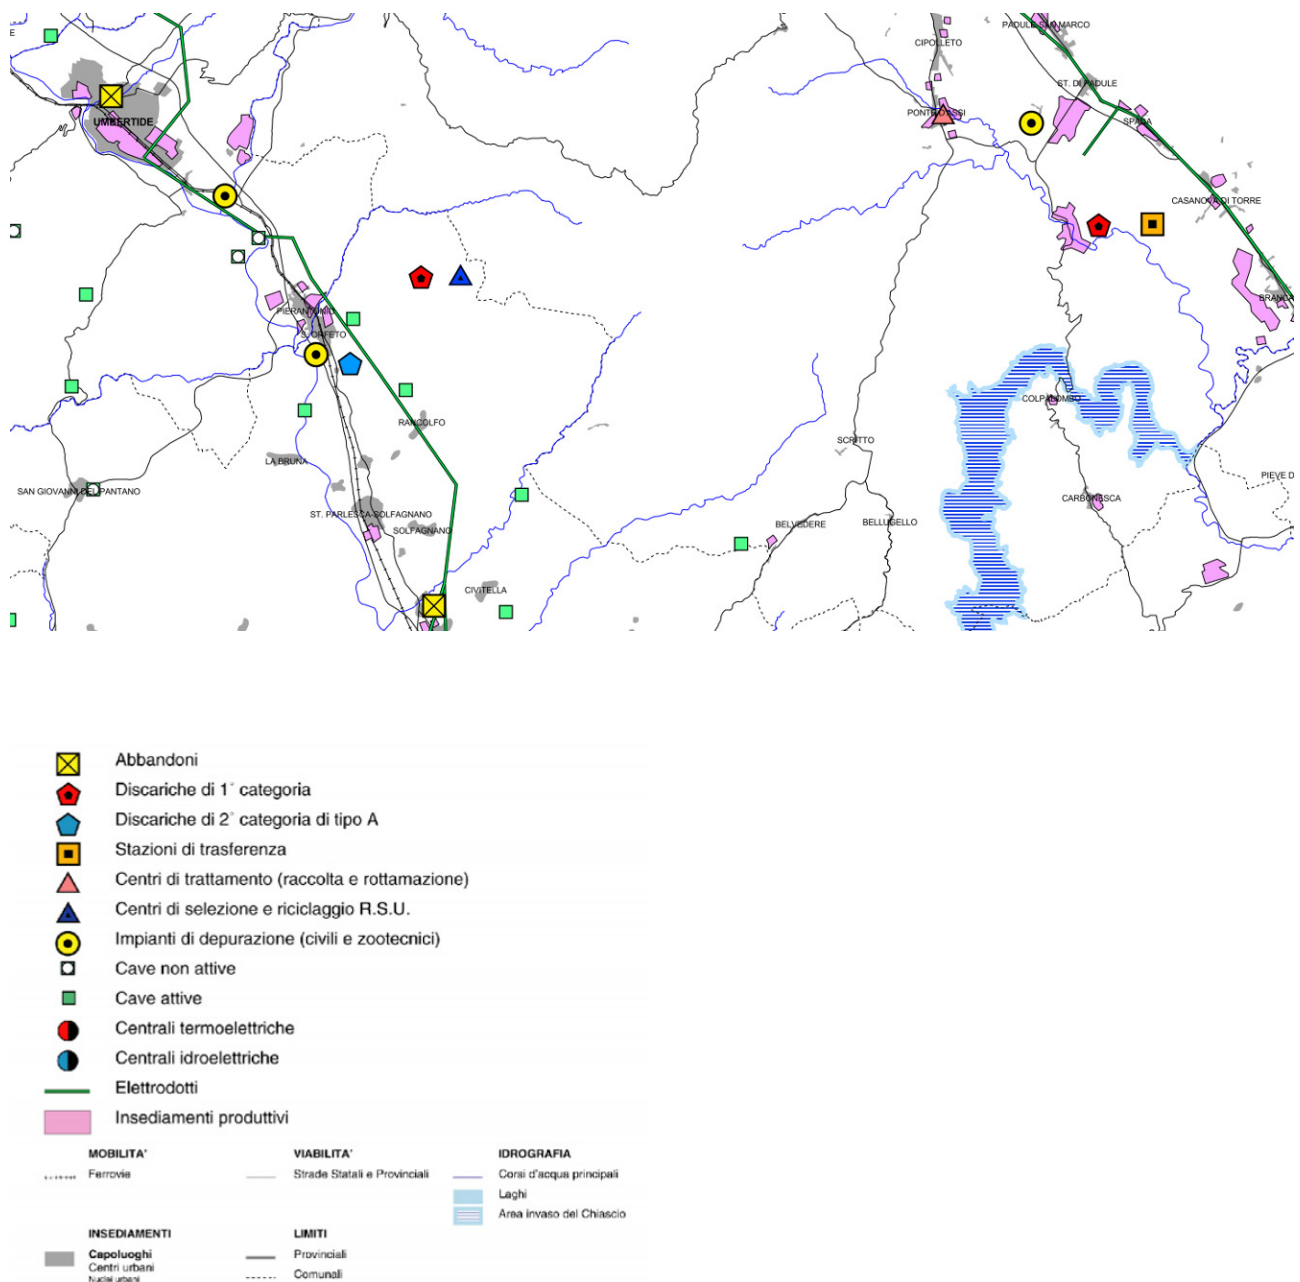 E
UMBERTIDE
PIERANTONIO
S. ORFETO
RANCOLFO
LA BRUNA
SAN GIOVANNI DEL PANTANO
ST. PARLESCA-SOLFAGNANO
SOLFAGNANO
CIVITELLA
CIPOLLETO
PADULE-SAN MARCO
ST. DI PADULE
PONTE D'ASSI
SPADA
CASANOVA DI TORRE
BRANCA
COLPALOMBO
SCRITTO
CARBONESCA
PIEVE D
BELVEDERE
BELLUGELLO
Abbandoni
Discariche di 1° categoria
Discariche di 2° categoria di tipo A
Stazioni di trasferenza
Centri di trattamento (raccolta e rottamazione)
Centri di selezione e riciclaggio R.S.U.
Impianti di depurazione (civili e zootecnici)
Cave non attive
Cave attive
Centrali termoelettriche
Centrali idroelettriche
Elettrodotti
Insediamenti produttivi
MOBILITA'
Ferrovie
VIABILITA'
Strade Statali e Provinciali
IDROGRAFIA
Corsi d'acqua principali
Laghi
Area invaso del Chiascio
INSEDIAMENTI
Capoluoghi
Centri urbani
Nuclei urbani
LIMITI
Provinciali
Comunali